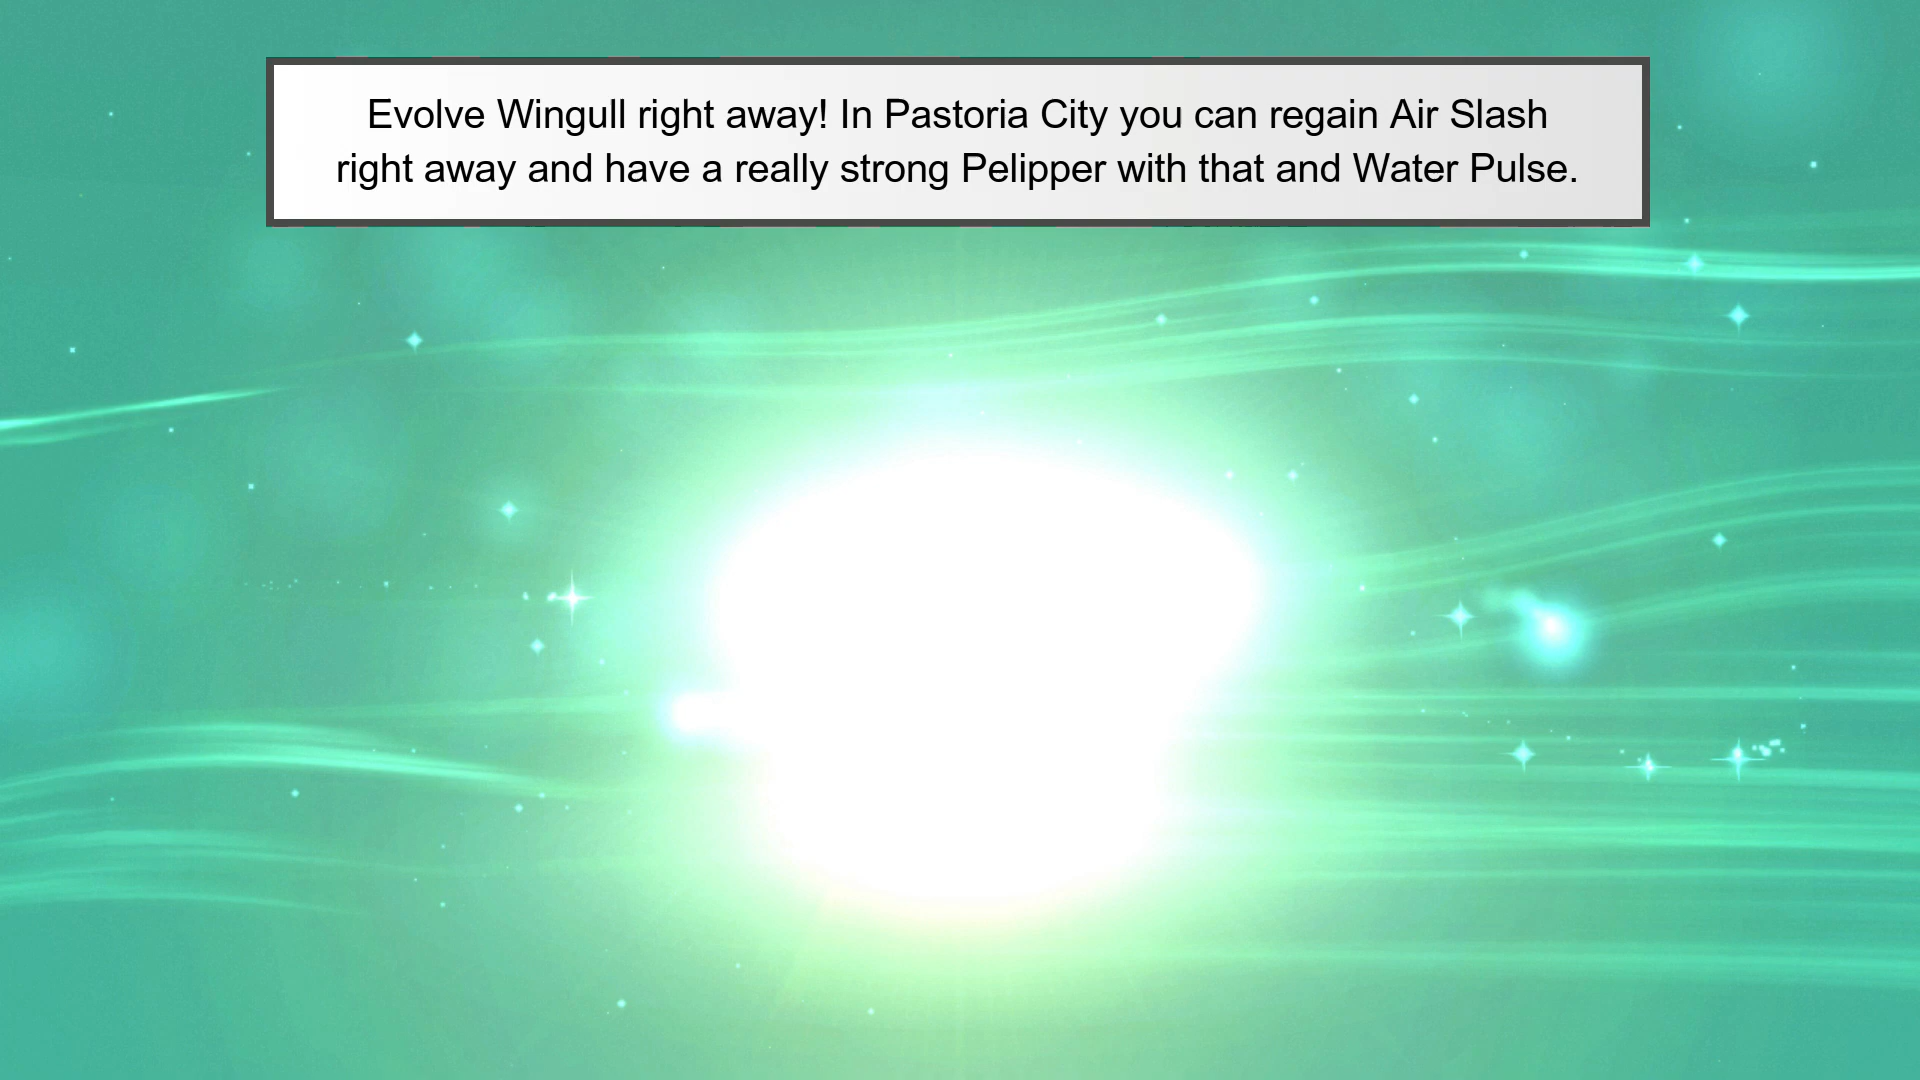 Evolve Wingull right away! In Pastoria City you can regain Air Slash
right away and have a really strong Pelipper with that and Water Pulse.